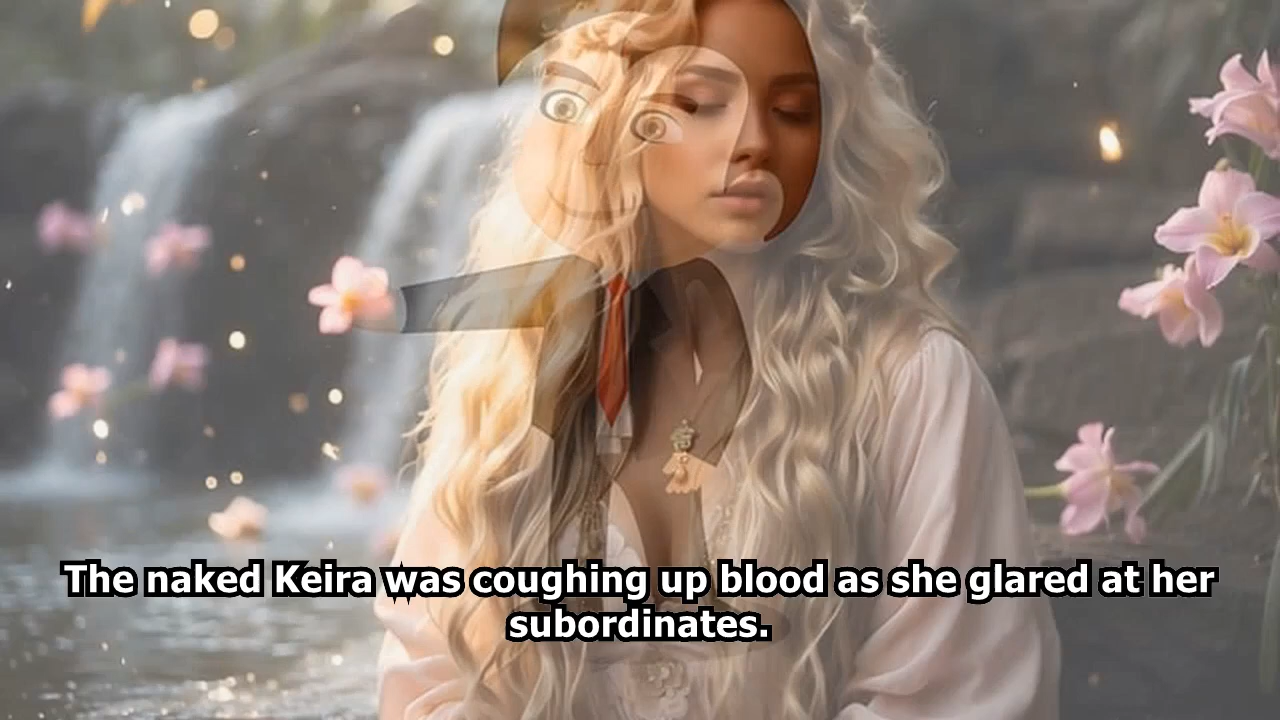 The naked Keira was coughing up blood as she glared at her
subordinates.